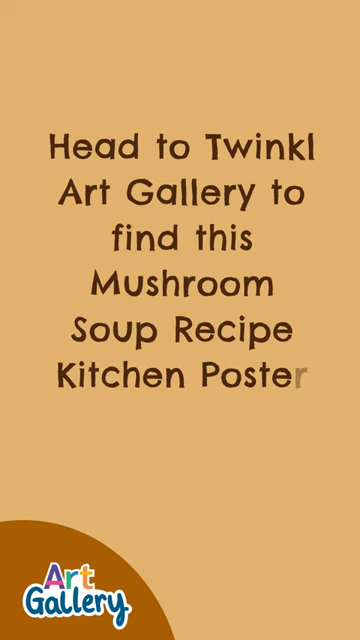 Head to Twinkl
Art Gallery to
find this
Mushroom
Soup Recipe
Kitchen Poster
Art
Gallery